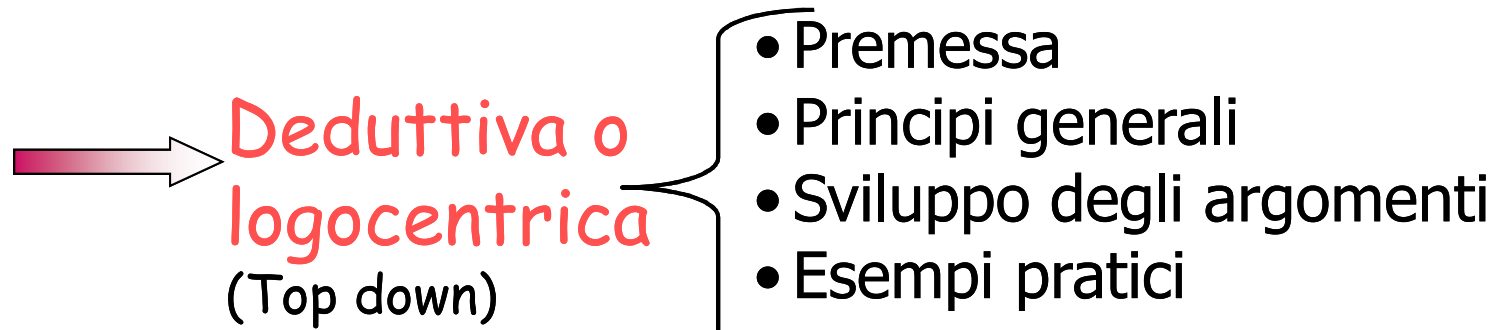 Deduttiva o
logocentrica
(Top down)
• Premessa
• Principi generali
• Sviluppo degli argomenti
• Esempi pratici